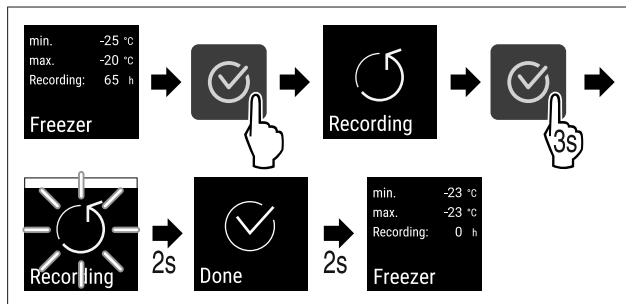 min. -25 °C
max. -20 °C
Recording: 65 h
Freezer
Recording
3s
Recording
2s
Done
2s
min. -23 °C
max. -23 °C
Recording: 0 h
Freezer